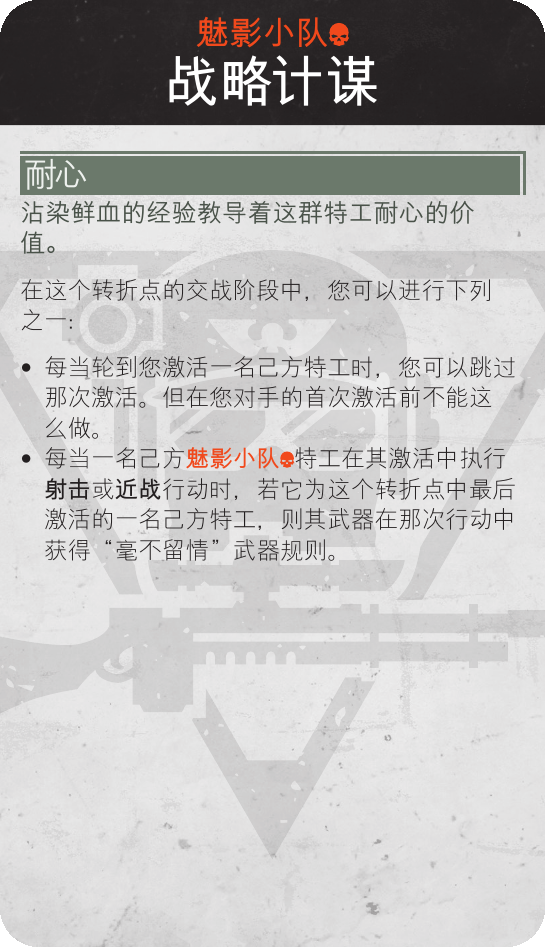 魅影小队
战略计谋
耐心
沾染鲜血的经验教导着这群特工耐心的价
值。
在这个转折点的交战阶段中，您可以进行下列
之一:
• 每当轮到您激活一名己方特工时，您可以跳过
那次激活。但在您对手的首次激活前不能这
么做。
• 每当一名己方魅影小队特工在其激活中执行
射击或近战行动时，若它为这个转折点中最后
激活的一名己方特工，则其武器在那次行动中
获得“毫不留情”武器规则。